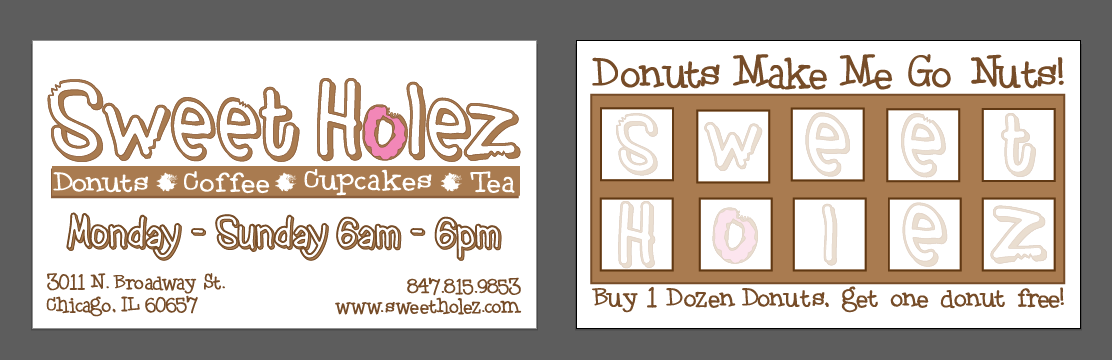 Sweet Holez
Donuts Coffee Cupcakes Tea
Monday - Sunday 6am - 6pm
3011 N. Broadway St.
Chicago, IL 60657
847.815.9853
www.sweetholez.com
Donuts Make Me Go Nuts!
S w e e t
H o l e z
Buy 1 Dozen Donuts, get one donut free!